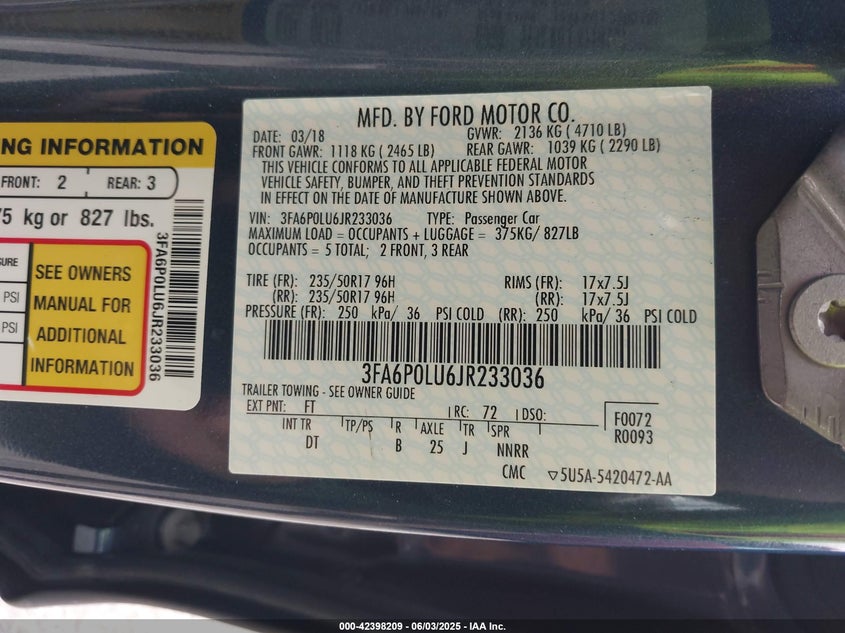 NG INFORMATION
FRONT: 2 REAR: 3
75 kg or 827 lbs.
SURE
PSI
PSI
SEE OWNERS
MANUAL FOR
ADDITIONAL
INFORMATION
3FA6P0LU6JR233036
MFD. BY FORD MOTOR CO.
DATE: 03/18 GVWR: 2136 KG ( 4710 LB)
FRONT GAWR: 1118 KG ( 2465 LB) REAR GAWR: 1039 KG ( 2290 LB)
THIS VEHICLE CONFORMS TO ALL APPLICABLE FEDERAL MOTOR
VEHICLE SAFETY, BUMPER, AND THEFT PREVENTION STANDARDS
IN EFFECT ON THE DATE OF MANUFACTURE SHOWN ABOVE.
VIN: 3FA6P0LU6JR233036 TYPE: Passenger Car
MAXIMUM LOAD = OCCUPANTS + LUGGAGE = 375KG/ 827LB
OCCUPANTS = 5 TOTAL; 2 FRONT, 3 REAR
TIRE (FR): 235/50R17 96H RIMS (FR): 17x7.5J
(RR): 235/50R17 96H (RR): 17x7.5J
PRESSURE (FR): 250 kPa/ 36 PSI COLD (RR): 250 kPa/ 36 PSI COLD
3FA6P0LU6JR233036
TRAILER TOWING - SEE OWNER GUIDE
EXT PNT: FT RC: 72 DSO: F0072
INT TR TP/PS R AXLE TR SPR R0093
DT B 25 J NNRR
CMC ▽5U5A-5420472-AA
000-42398209 - 06/03/2025 - IAA Inc.